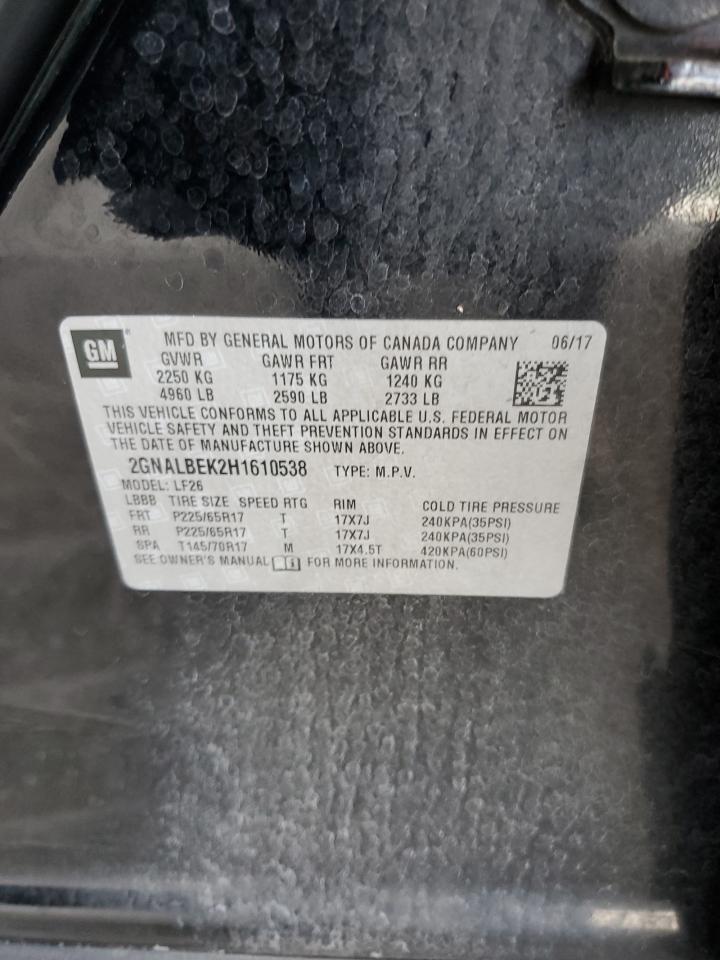 GM
MFD BY GENERAL MOTORS OF CANADA COMPANY 06/17
GVWR GAWR FRT GAWR RR
2250 KG 1175 KG 1240 KG
4960 LB 2590 LB 2733 LB
THIS VEHICLE CONFORMS TO ALL APPLICABLE U.S. FEDERAL MOTOR
VEHICLE SAFETY AND THEFT PREVENTION STANDARDS IN EFFECT ON
THE DATE OF MANUFACTURE SHOWN ABOVE.
2GNALBEK2H1610538 TYPE: M.P.V.
MODEL: LF26
LBBB TIRE SIZE SPEED RTG RIM COLD TIRE PRESSURE
FRT P225/65R17 T 17X7J 240KPA(35PSI)
RR P225/65R17 T 17X7J 240KPA(35PSI)
SPA T145/70R17 M 17X4.5T 420KPA(60PSI)
SEE OWNER'S MANUAL FOR MORE INFORMATION.